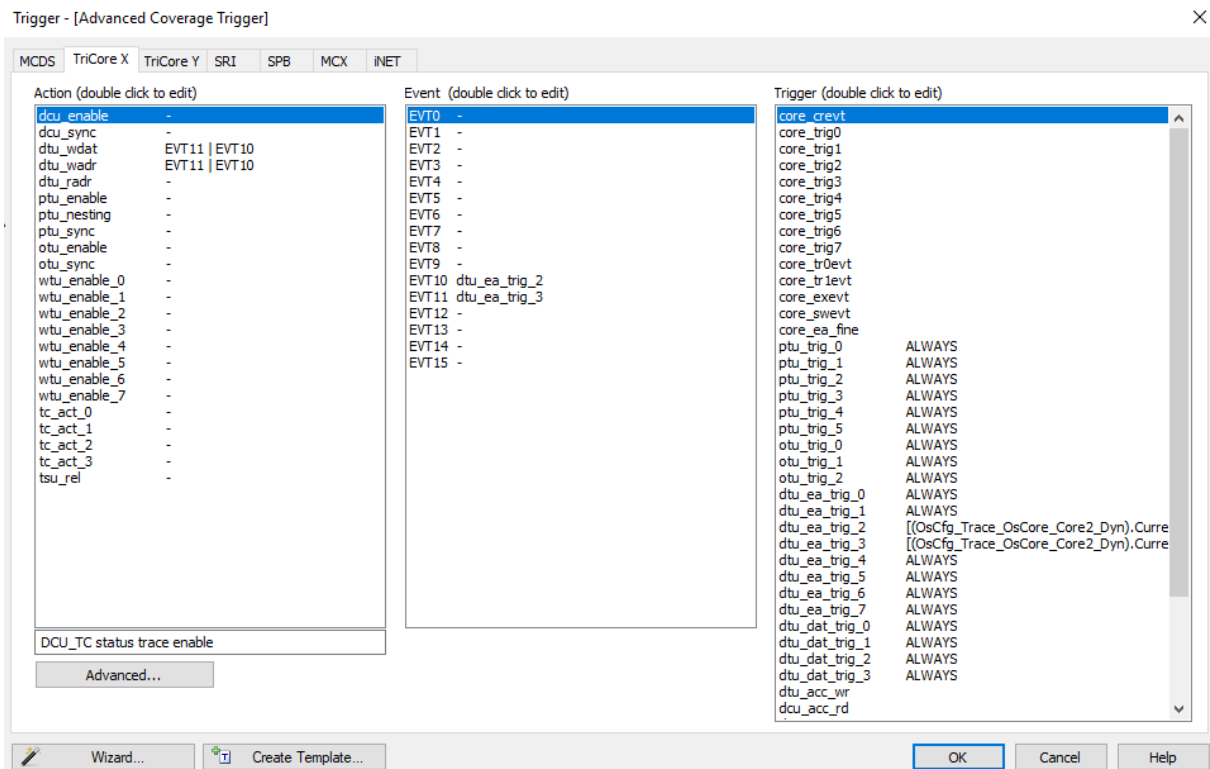 Trigger - [Advanced Coverage Trigger]
MCDS TriCore X TriCore Y SRI SPB MCX iNET
Action (double click to edit)
dcu_enable -
dcu_sync -
dtu_wdat EVT11 | EVT10
dtu_wadr EVT11 | EVT10
dtu_radr -
ptu_enable -
ptu_nesting -
ptu_sync -
otu_enable -
otu_sync -
wtu_enable_0 -
wtu_enable_1 -
wtu_enable_2 -
wtu_enable_3 -
wtu_enable_4 -
wtu_enable_5 -
wtu_enable_6 -
wtu_enable_7 -
tc_act_0 -
tc_act_1 -
tc_act_2 -
tc_act_3 -
tsu_rel -
DCU_TC status trace enable
Advanced...
Event (double click to edit)
EVT0 -
EVT1 -
EVT2 -
EVT3 -
EVT4 -
EVT5 -
EVT6 -
EVT7 -
EVT8 -
EVT9 -
EVT10 dtu_ea_trig_2
EVT11 dtu_ea_trig_3
EVT12 -
EVT13 -
EVT14 -
EVT15 -
Trigger (double click to edit)
core_crevt
core_trig0
core_trig1
core_trig2
core_trig3
core_trig4
core_trig5
core_trig6
core_trig7
core_tr0evt
core_tr1evt
core_exevt
core_swevt
core_ea_fine
ptu_trig_0 ALWAYS
ptu_trig_1 ALWAYS
ptu_trig_2 ALWAYS
ptu_trig_3 ALWAYS
ptu_trig_4 ALWAYS
ptu_trig_5 ALWAYS
otu_trig_0 ALWAYS
otu_trig_1 ALWAYS
otu_trig_2 ALWAYS
dtu_ea_trig_0 ALWAYS
dtu_ea_trig_1 ALWAYS
dtu_ea_trig_2 [(OsCfg_Trace_OsCore_Core2_Dyn).Curre
dtu_ea_trig_3 [(OsCfg_Trace_OsCore_Core2_Dyn).Curre
dtu_ea_trig_4 ALWAYS
dtu_ea_trig_5 ALWAYS
dtu_ea_trig_6 ALWAYS
dtu_ea_trig_7 ALWAYS
dtu_dat_trig_0 ALWAYS
dtu_dat_trig_1 ALWAYS
dtu_dat_trig_2 ALWAYS
dtu_dat_trig_3 ALWAYS
dtu_acc_wr
dcu_acc_rd
Wizard... Create Template... OK Cancel Help